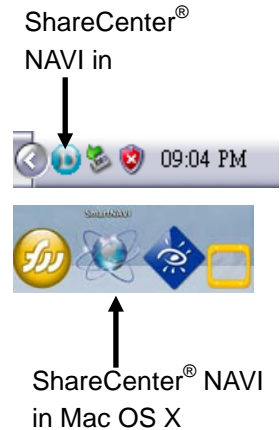 ShareCenter®
NAVI in
09:04 PM
SmartNAVI
ShareCenter® NAVI
in Mac OS X